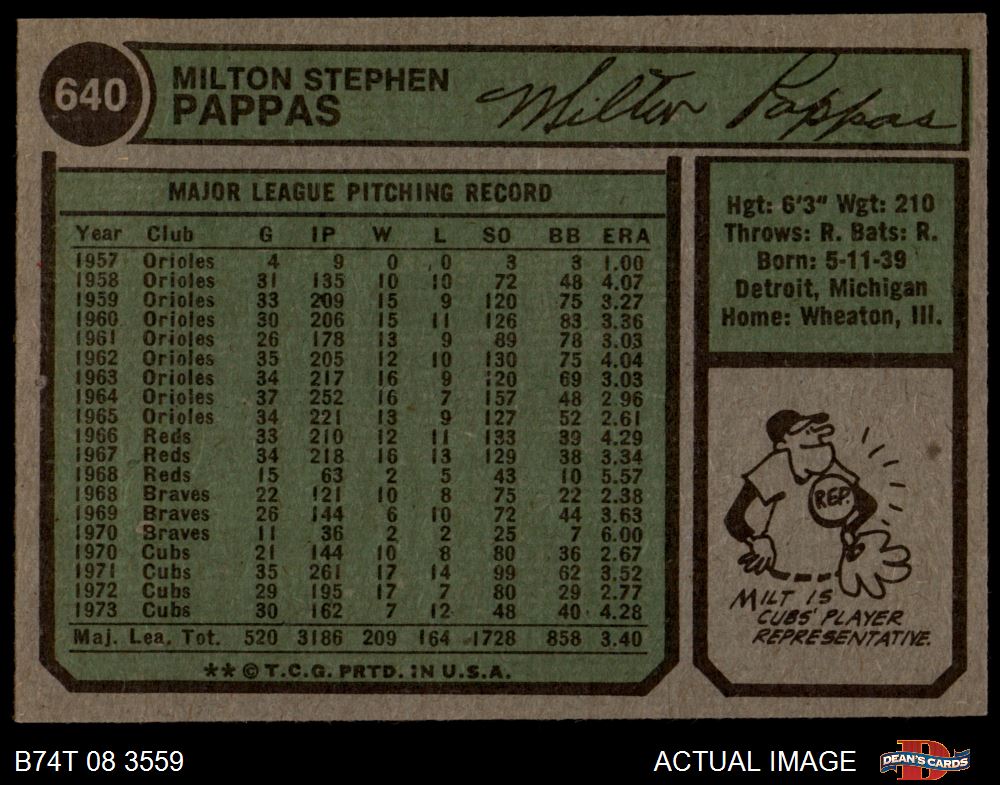 640
MILTON STEPHEN
PAPPAS
Milton Pappas
MAJOR LEAGUE PITCHING RECORD
Year Club G IP W L SO BB ERA
1957 Orioles 4 9 0 0 3 3 1.00
1958 Orioles 31 135 10 10 72 48 4.07
1959 Orioles 33 209 15 9 120 75 3.27
1960 Orioles 30 206 15 11 126 83 3.36
1961 Orioles 26 178 13 9 89 78 3.03
1962 Orioles 35 205 12 10 130 75 4.04
1963 Orioles 34 217 16 9 120 69 3.03
1964 Orioles 37 252 16 7 157 48 2.96
1965 Orioles 34 221 13 9 127 52 2.61
1966 Reds 33 210 12 11 133 39 4.29
1967 Reds 34 218 16 13 129 38 3.34
1968 Reds 15 63 2 5 43 10 5.57
1968 Braves 22 121 10 8 75 22 2.38
1969 Braves 26 144 6 10 72 44 3.63
1970 Braves 11 36 2 2 25 7 6.00
1970 Cubs 21 144 10 8 80 36 2.67
1971 Cubs 35 261 17 14 99 62 3.52
1972 Cubs 29 195 17 7 80 29 2.77
1973 Cubs 30 162 7 12 48 40 4.28
Maj. Lea. Tot. 520 3186 209 164 1728 858 3.40
** © T.C.G. PRTD. IN U.S.A.
Hgt: 6'3" Wgt: 210
Throws: R. Bats: R.
Born: 5-11-39
Detroit, Michigan
Home: Wheaton, Ill.
REP.
MILT IS
CUBS' PLAYER
REPRESENTATIVE.
B74T 08 3559
ACTUAL IMAGE
DEAN'S CARDS